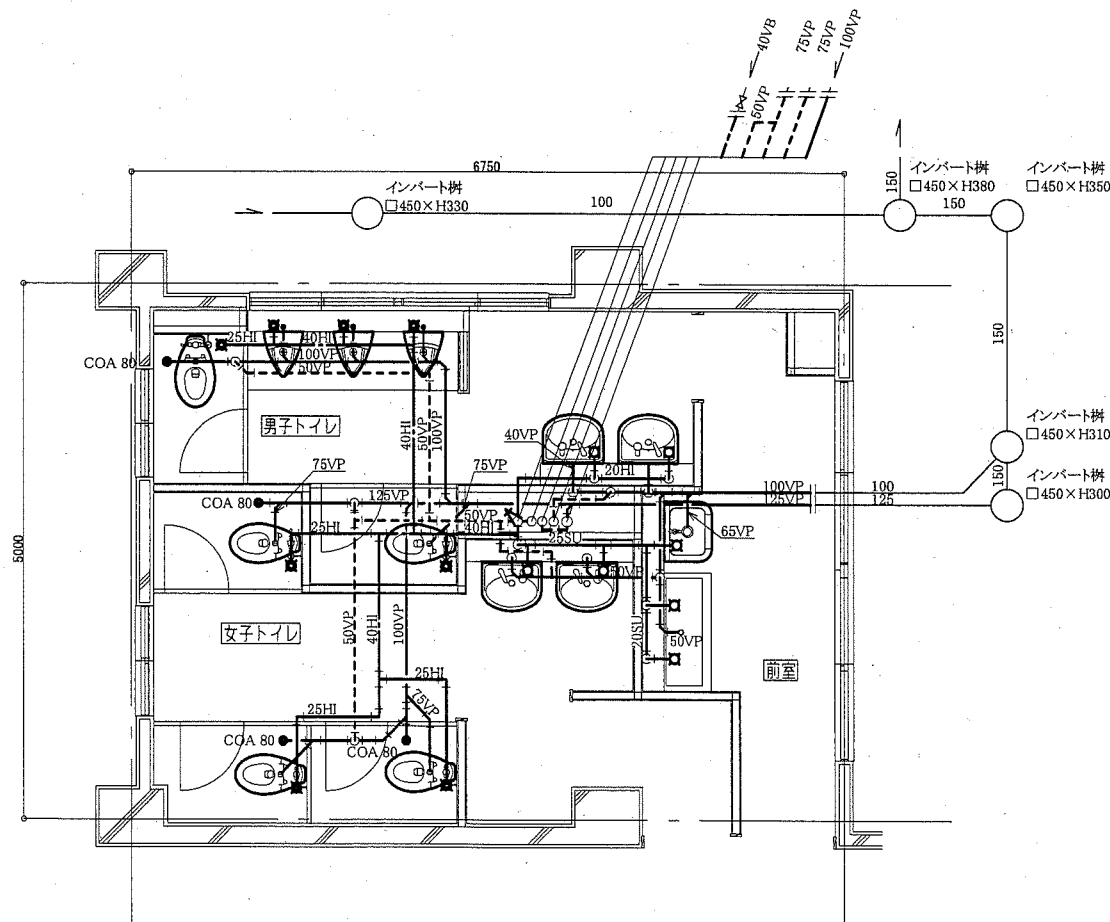 40VB
75VP
75VP
100VP
50VP
6750
インバート桝
□450×H330
100
150
インバート桝
□450×H380
150
インバート桝
□450×H350
150
インバート桝
□450×H310
150
インバート桝
□450×H300
5000
COA 80
25HI
40HI
100VP
50VP
男子トイレ
40HI
50VP
100VP
40VP
20HI
75VP
75VP
COA 80
125VP
50VP
40HI
25HI
100VP
100
125VP
125
25SU
65VP
50VP
20SU
50VP
前室
女子トイレ
50VP
40HI
100VP
25HI
25HI
75VP
COA 80
COA 80